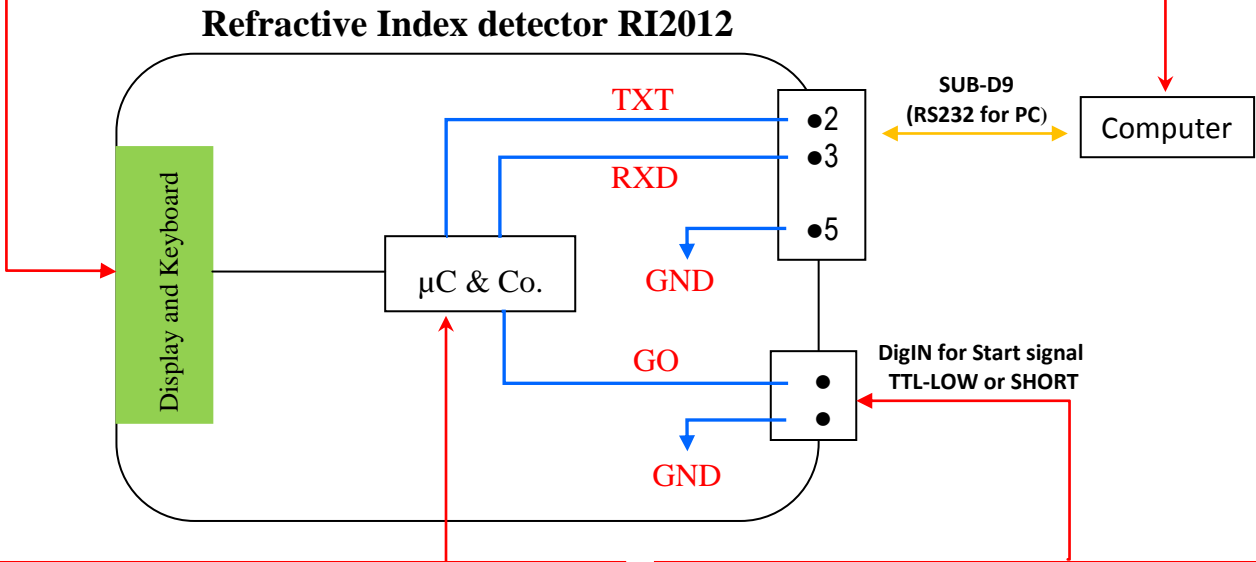 Refractive Index detector RI2012
TXT
RXD
●2
●3
●5
GND
SUB-D9
(RS232 for PC)
Computer
Display and Keyboard
µC & Co.
GO
GND
DigIN for Start signal
TTL-LOW or SHORT